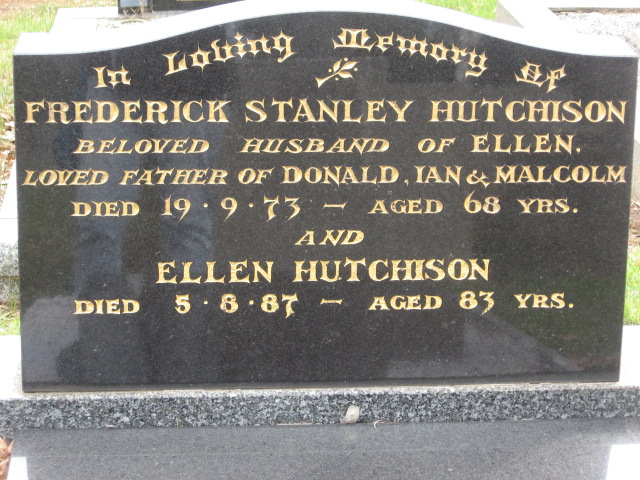 In Loving Memory Of
FREDERICK STANLEY HUTCHISON
BELOVED HUSBAND OF ELLEN.
LOVED FATHER OF DONALD, IAN & MALCOLM
DIED 19·9·73 – AGED 68 YRS.
AND
ELLEN HUTCHISON
DIED 5·8·87 – AGED 83 YRS.